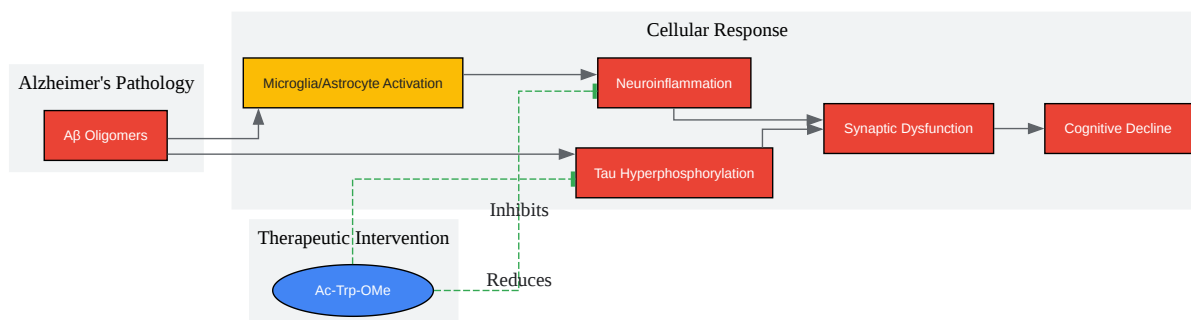 Cellular Response
Alzheimer's Pathology
Microglia/Astrocyte Activation
Neuroinflammation
Aβ Oligomers
Synaptic Dysfunction
Cognitive Decline
Tau Hyperphosphorylation
Inhibits
Therapeutic Intervention
Reduces
Ac-Trp-OMe